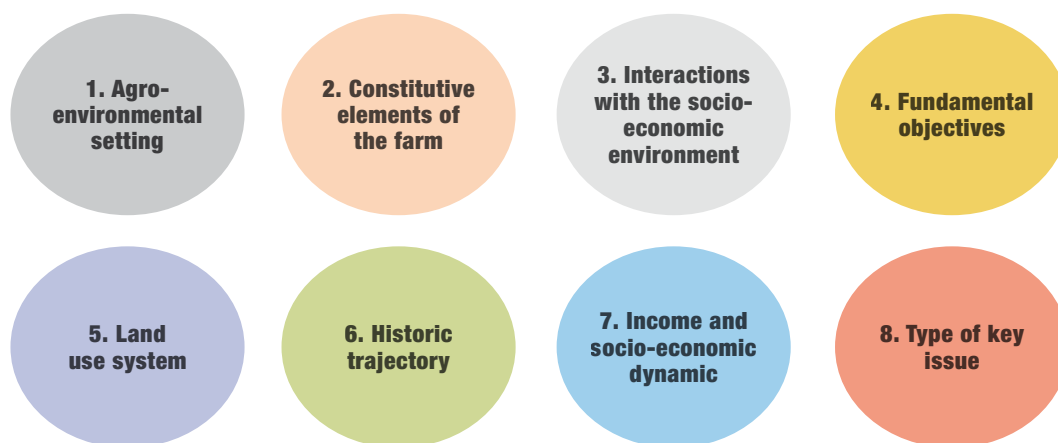 1. Agro-
environmental
setting
2. Constitutive
elements of
the farm
3. Interactions
with the socio-
economic
environment
4. Fundamental
objectives
5. Land
use system
6. Historic
trajectory
7. Income and
socio-economic
dynamic
8. Type of key
issue